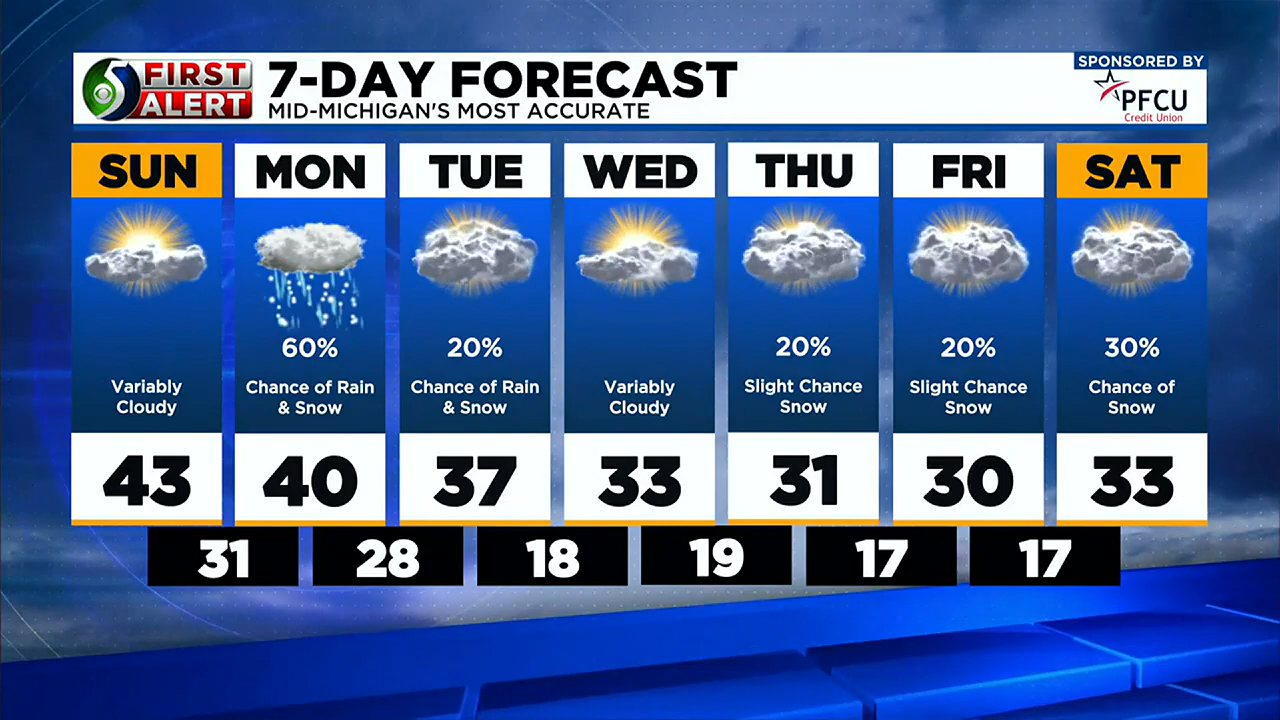 5 FIRST ALERT
7-DAY FORECAST
MID-MICHIGAN'S MOST ACCURATE
SPONSORED BY
PFCU
Credit Union
SUN MON TUE WED THU FRI SAT
60% 20% 20% 20% 30%
Variably Cloudy
Chance of Rain & Snow
Chance of Rain & Snow
Variably Cloudy
Slight Chance Snow
Slight Chance Snow
Chance of Snow
43 40 37 33 31 30 33
31 28 18 19 17 17